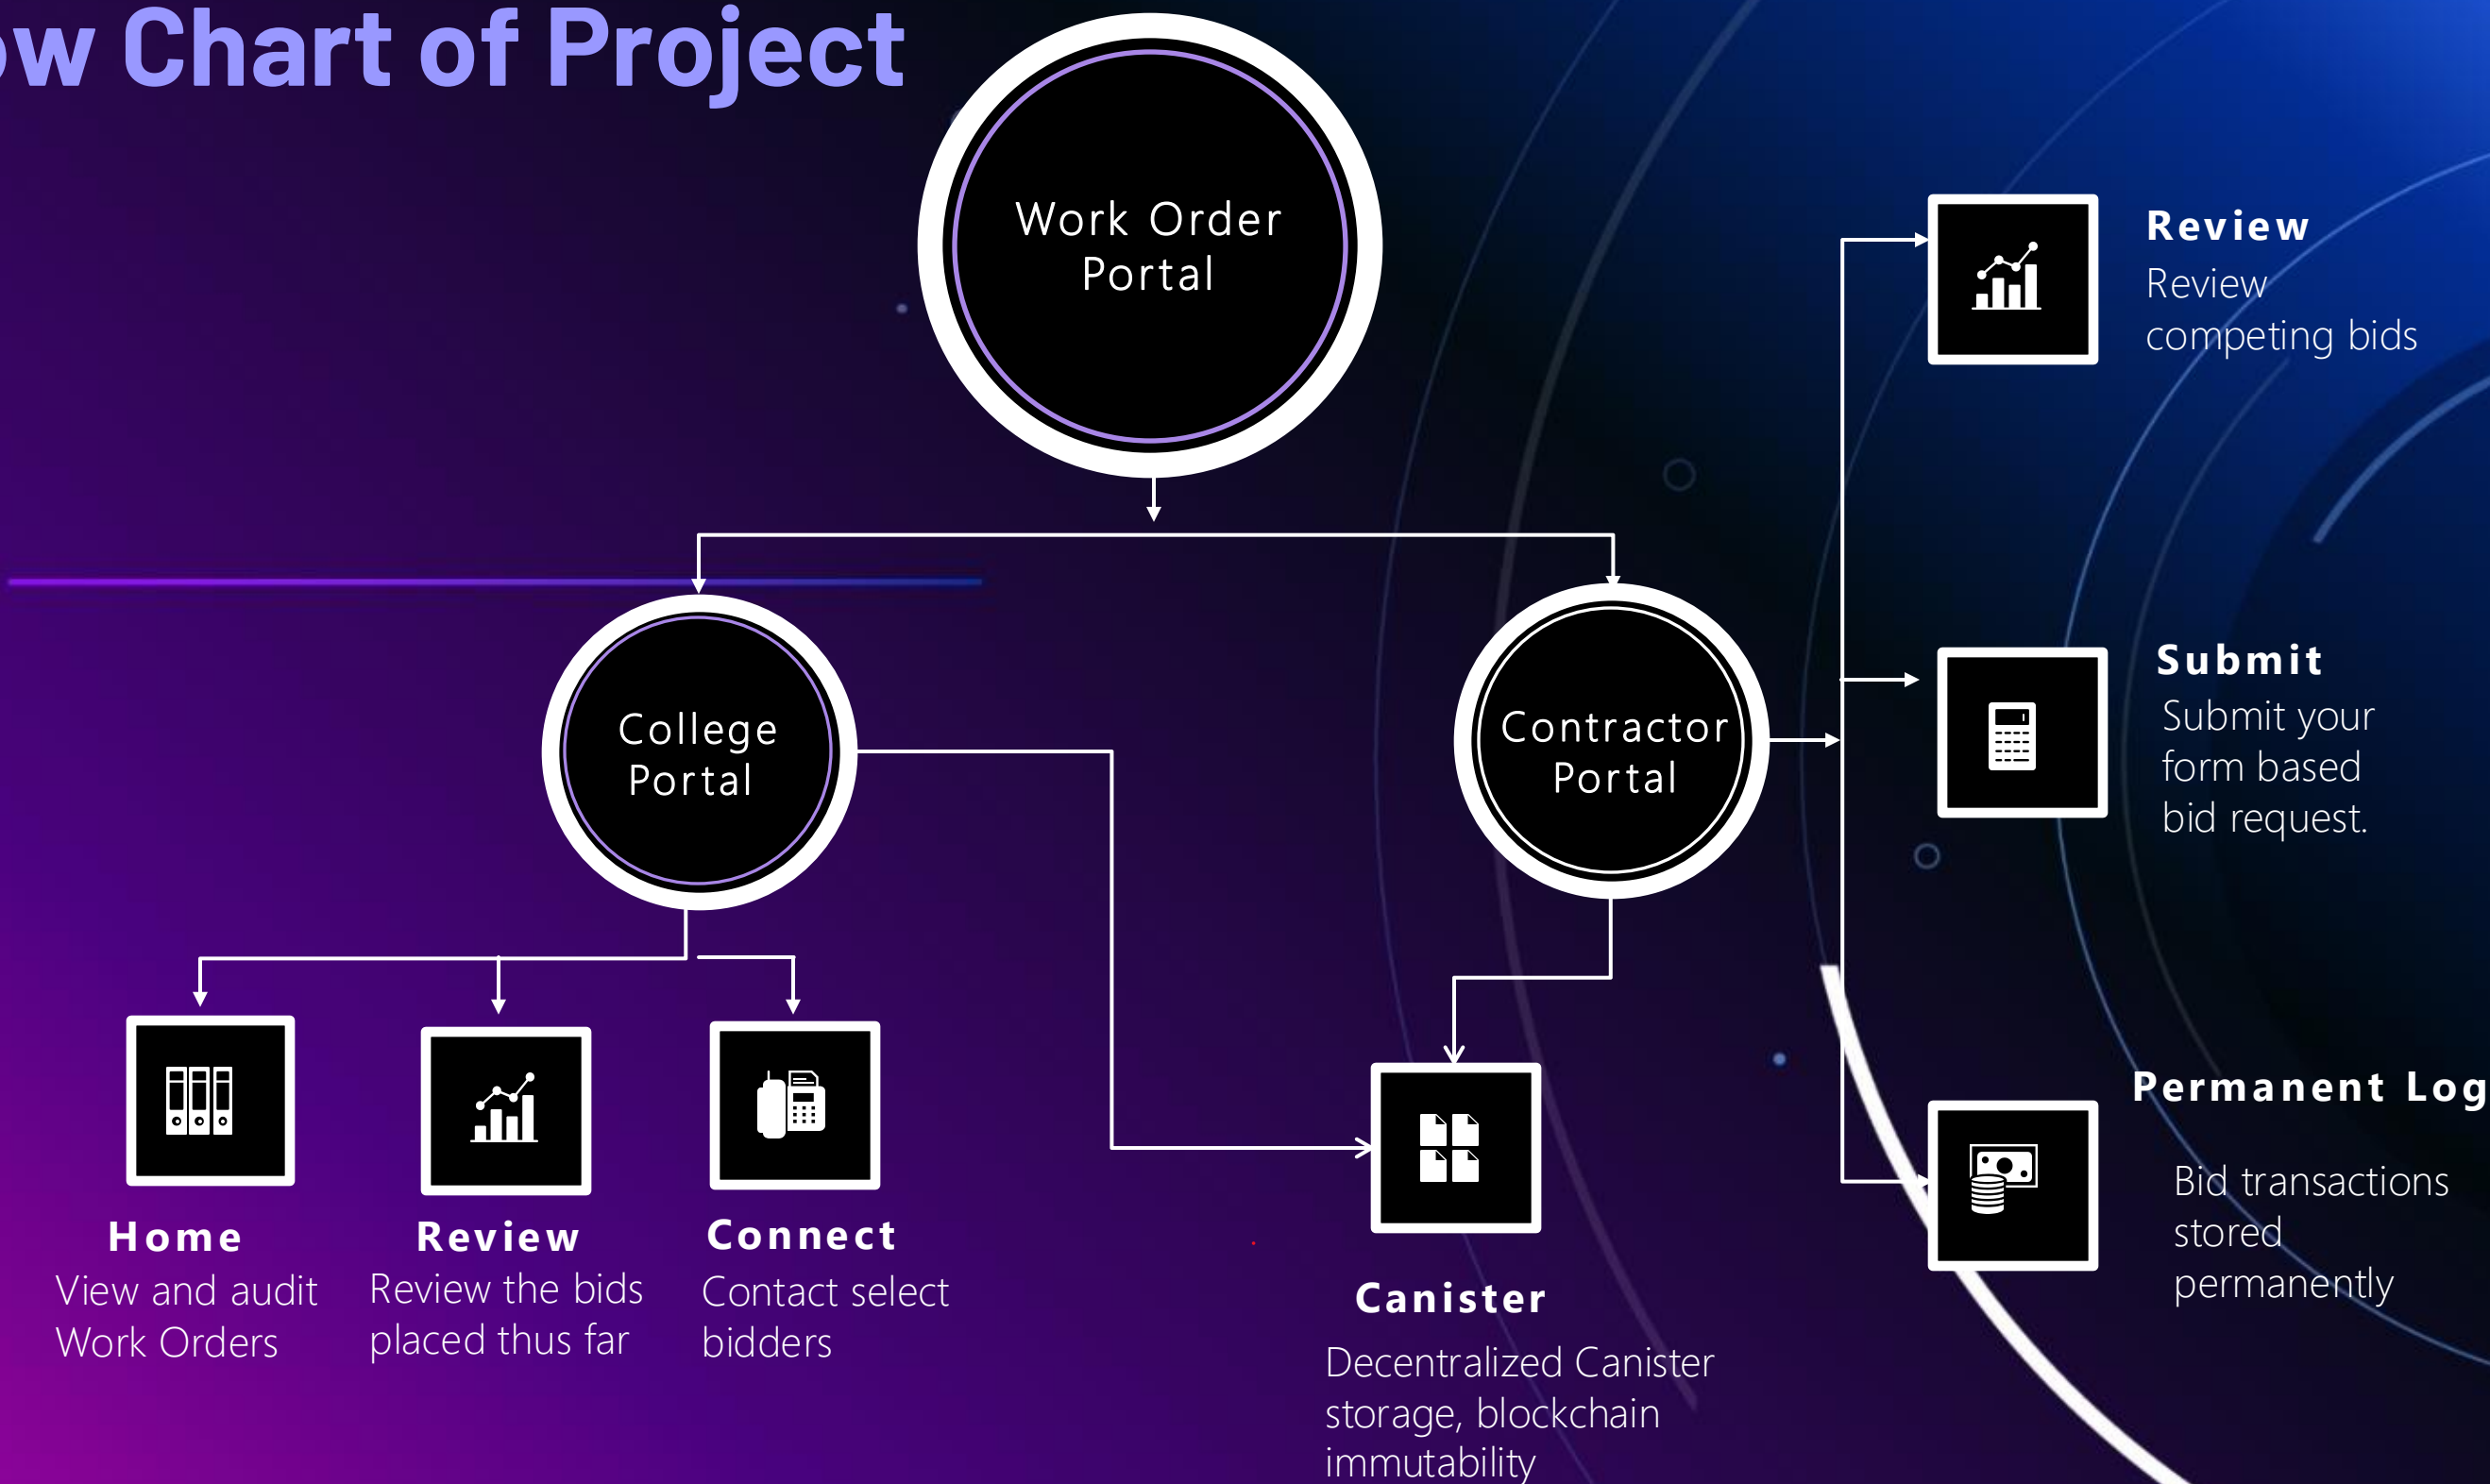 ow Chart of Project
Work Order
Portal
College
Portal
Contractor
Portal
Review
Review
competing bids
Submit
Submit your
form based
bid request.
Permanent Log
Bid transactions
stored
permanently
Home
View and audit
Work Orders
Review
Review the bids
placed thus far
Connect
Contact select
bidders
Canister
Decentralized Canister
storage, blockchain
immutability